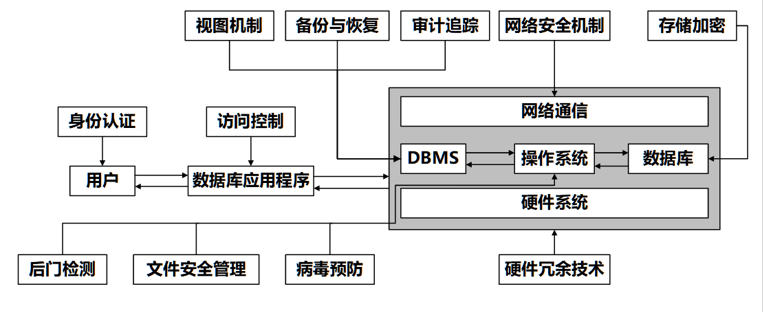 视图机制
备份与恢复
审计追踪
网络安全机制
存储加密
网络通信
身份认证
访问控制
DBMS
操作系统
数据库
用户
数据库应用程序
硬件系统
后门检测
文件安全管理
病毒预防
硬件冗余技术